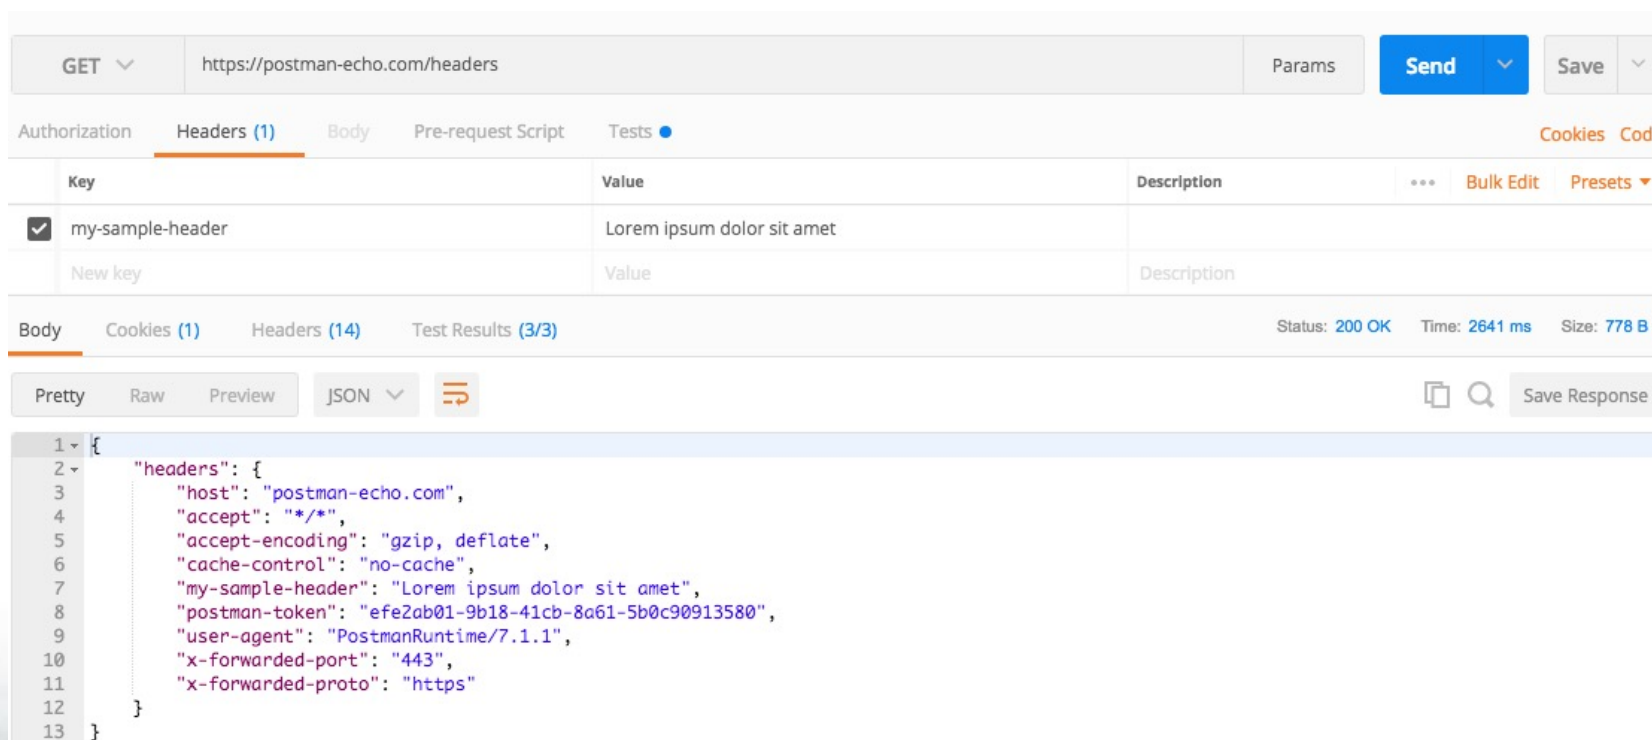 GET https://postman-echo.com/headers Params Send Save
Authorization Headers (1) Body Pre-request Script Tests Cookies Cod
Key Value Description ••• Bulk Edit Presets
my-sample-header Lorem ipsum dolor sit amet
New key Value Description
Body Cookies (1) Headers (14) Test Results (3/3) Status: 200 OK Time: 2641 ms Size: 778 B
Pretty Raw Preview JSON Save Response
1 {
2 "headers": {
3 "host": "postman-echo.com",
4 "accept": "*/*",
5 "accept-encoding": "gzip, deflate",
6 "cache-control": "no-cache",
7 "my-sample-header": "Lorem ipsum dolor sit amet",
8 "postman-token": "efe2ab01-9b18-41cb-8a61-5b0c90913580",
9 "user-agent": "PostmanRuntime/7.1.1",
10 "x-forwarded-port": "443",
11 "x-forwarded-proto": "https"
12 }
13 }